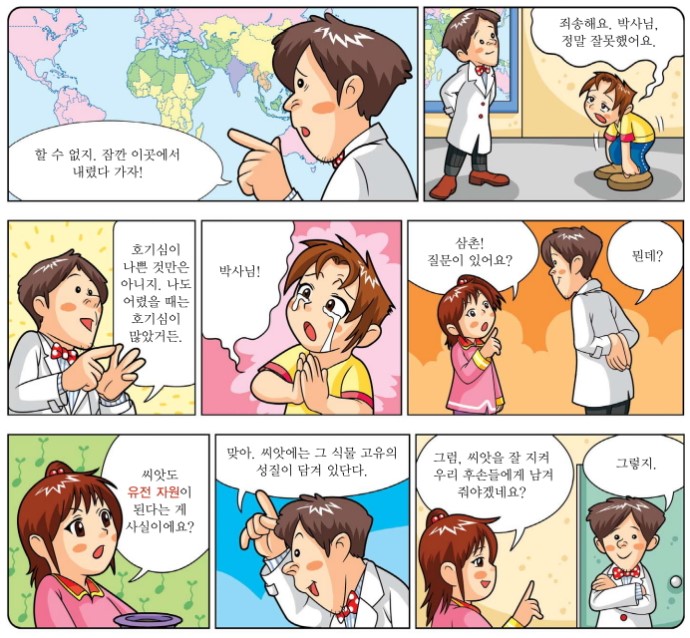 할 수 없지. 잠깐 이곳에서
내렸다 가자!
죄송해요. 박사님,
정말 잘못했어요.
호기심이
나쁜 것만은
아니지. 나도
어렸을 때는
호기심이
많았거든.
박사님!
삼촌!
질문이 있어요?
뭔데?
씨앗도
유전 자원이
된다는 게
사실이에요?
맞아. 씨앗에는 그 식물 고유의
성질이 담겨 있단다.
그럼, 씨앗을 잘 지켜
우리 후손들에게 남겨
줘야겠네요?
그렇지.